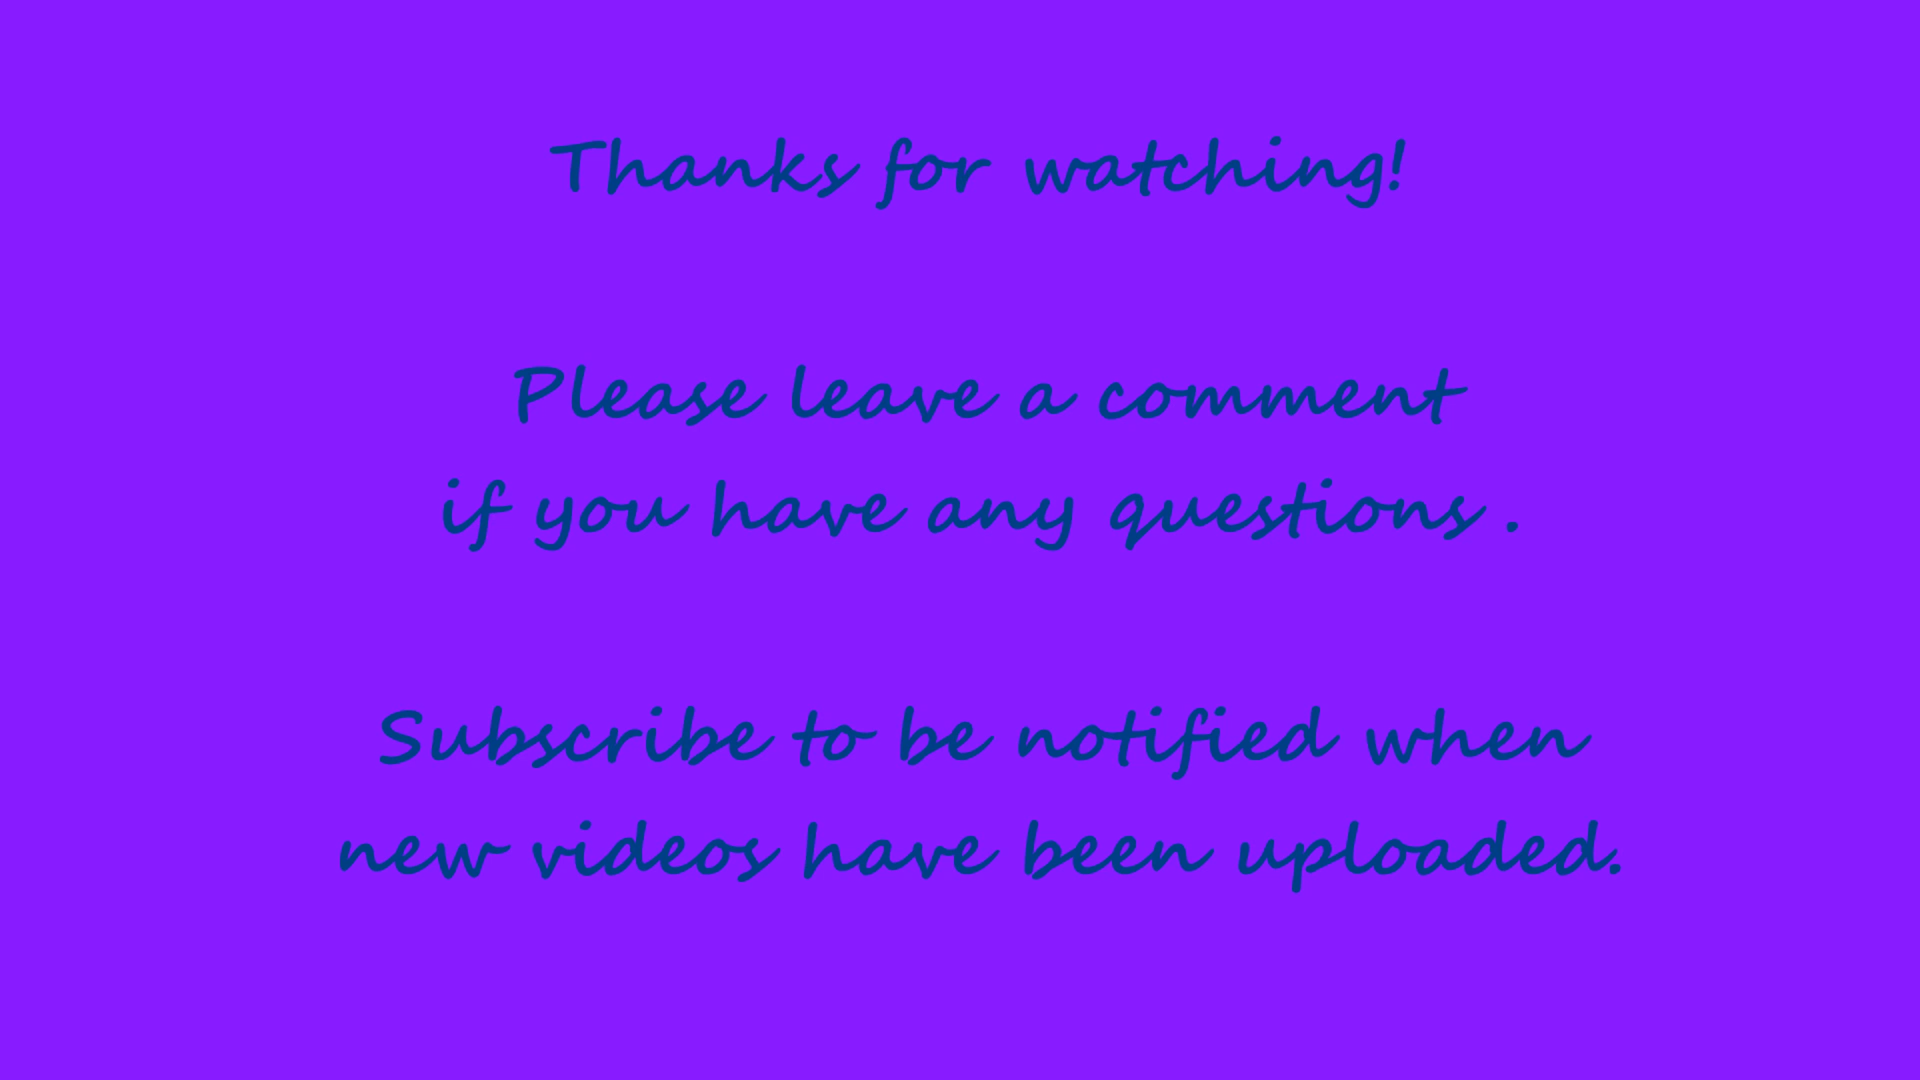 Thanks for watching!
Please leave a comment
if you have any questions .
Subscribe to be notified when
new videos have been uploaded.